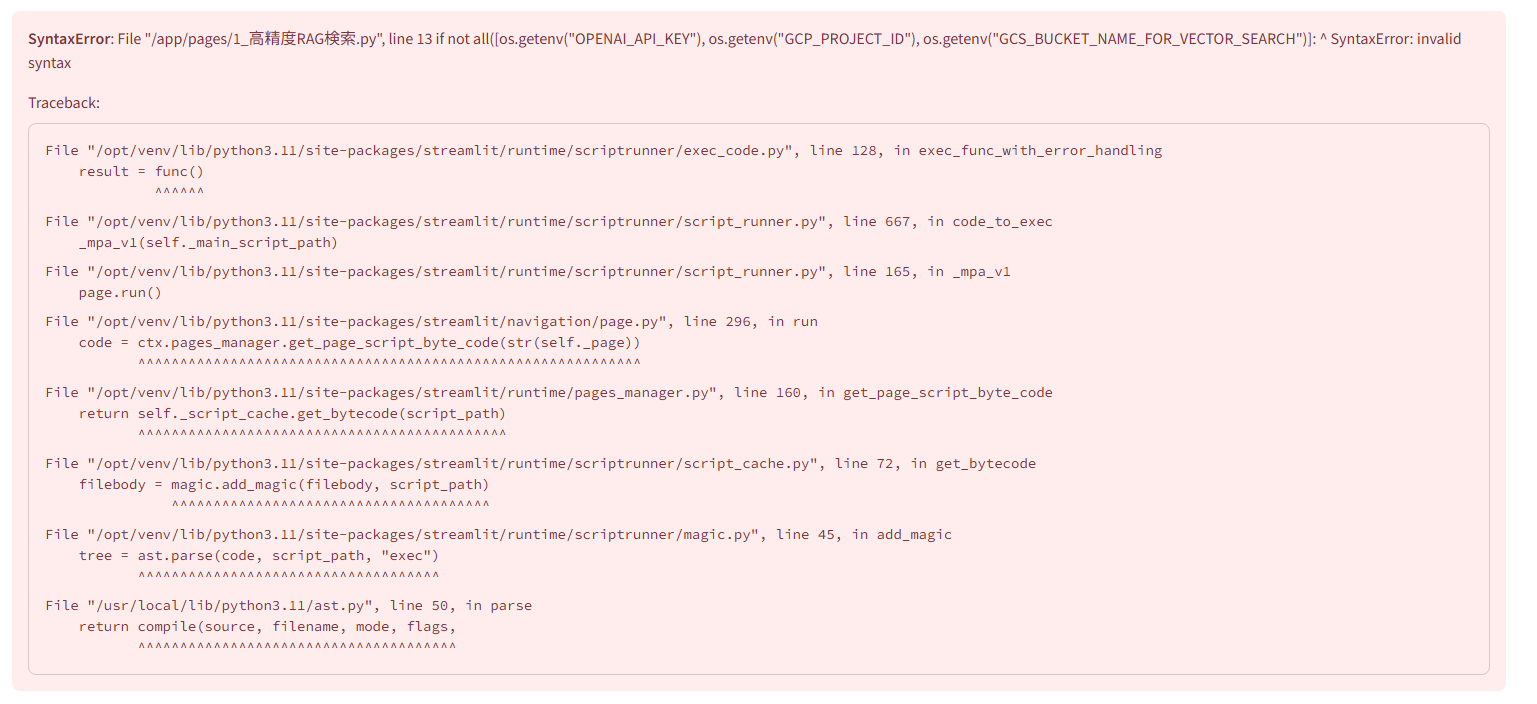 SyntaxError: File "/app/pages/1_高精度RAG検索.py", line 13 if not all([os.getenv("OPENAI_API_KEY"), os.getenv("GCP_PROJECT_ID"), os.getenv("GCS_BUCKET_NAME_FOR_VECTOR_SEARCH")]: ^ SyntaxError: invalid
syntax
Traceback:
File "/opt/venv/lib/python3.11/site-packages/streamlit/runtime/scriptrunner/exec_code.py", line 128, in exec_func_with_error_handling
    result = func()
             ^^^^^^
File "/opt/venv/lib/python3.11/site-packages/streamlit/runtime/scriptrunner/script_runner.py", line 667, in code_to_exec
    _mpa_v1(self._main_script_path)
File "/opt/venv/lib/python3.11/site-packages/streamlit/runtime/scriptrunner/script_runner.py", line 165, in _mpa_v1
    page.run()
File "/opt/venv/lib/python3.11/site-packages/streamlit/navigation/page.py", line 296, in run
    code = ctx.pages_manager.get_page_script_byte_code(str(self._page))
           ^^^^^^^^^^^^^^^^^^^^^^^^^^^^^^^^^^^^^^^^^^^^^^^^^^^^^^^^^^^^
File "/opt/venv/lib/python3.11/site-packages/streamlit/runtime/pages_manager.py", line 160, in get_page_script_byte_code
    return self._script_cache.get_bytecode(script_path)
           ^^^^^^^^^^^^^^^^^^^^^^^^^^^^^^^^^^^^^^^^^^^^
File "/opt/venv/lib/python3.11/site-packages/streamlit/runtime/scriptrunner/script_cache.py", line 72, in get_bytecode
    filebody = magic.add_magic(filebody, script_path)
               ^^^^^^^^^^^^^^^^^^^^^^^^^^^^^^^^^^^^^^
File "/opt/venv/lib/python3.11/site-packages/streamlit/runtime/scriptrunner/magic.py", line 45, in add_magic
    tree = ast.parse(code, script_path, "exec")
           ^^^^^^^^^^^^^^^^^^^^^^^^^^^^^^^^^^^^
File "/usr/local/lib/python3.11/ast.py", line 50, in parse
    return compile(source, filename, mode, flags,
           ^^^^^^^^^^^^^^^^^^^^^^^^^^^^^^^^^^^^^^